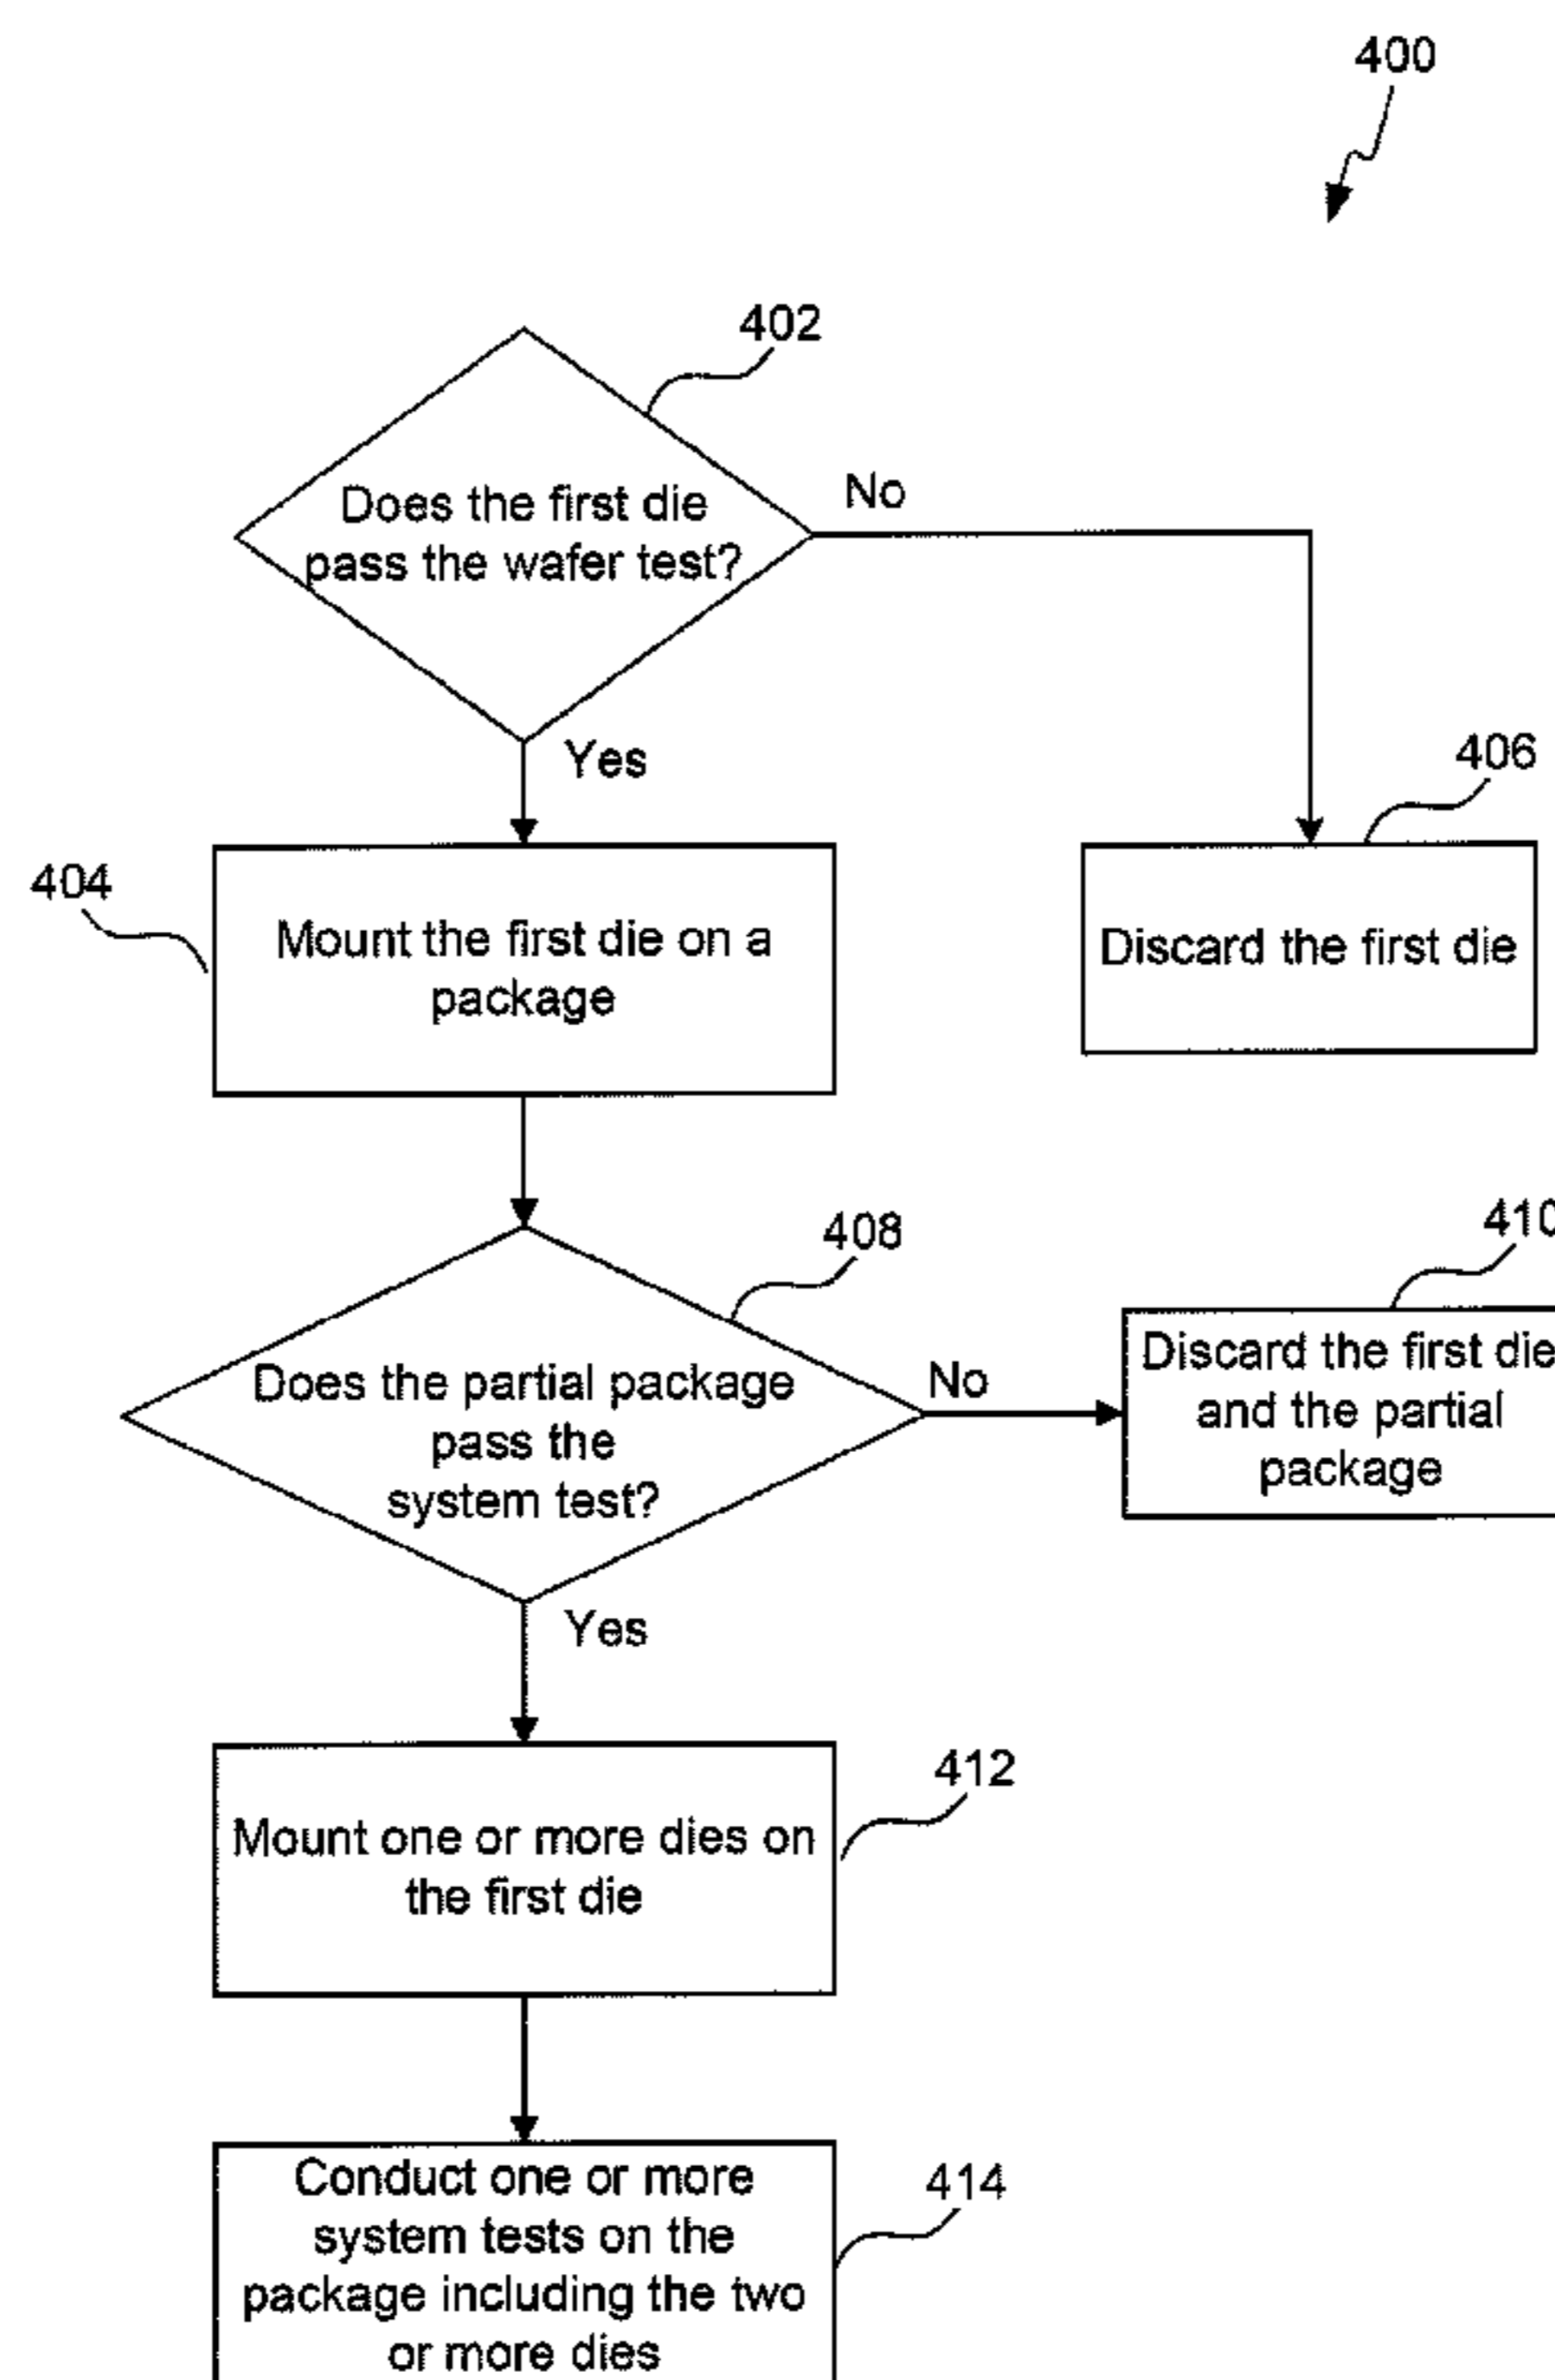 400
402
Does the first die
pass the wafer test?
No
Yes
406
404
Mount the first die on a
package
Discard the first die
408
410
Does the partial package
pass the
system test?
No
Discard the first die
and the partial
package
Yes
412
Mount one or more dies on
the first die
414
Conduct one or more
system tests on the
package including the two
or more dies